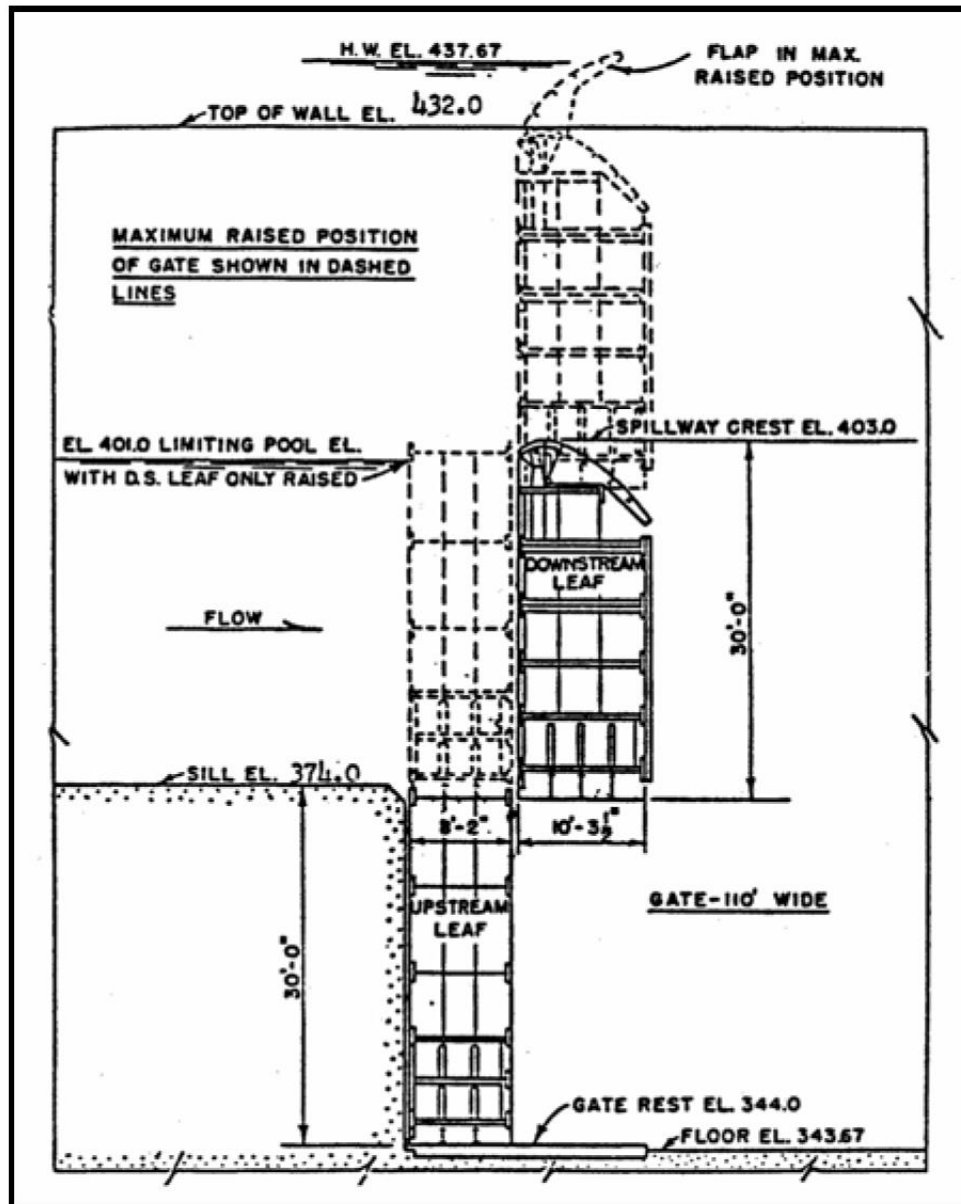 H.W. EL. 437.67
FLAP IN MAX.
RAISED POSITION
TOP OF WALL EL. 432.0
MAXIMUM RAISED POSITION
OF GATE SHOWN IN DASHED
LINES
SPILLWAY CREST EL. 403.0
EL. 401.0 LIMITING POOL EL.
WITH D.S. LEAF ONLY RAISED
DOWNSTREAM
LEAF
FLOW
30'-0"
SILL EL. 374.0
8'-2"
10'-3½"
UPSTREAM
LEAF
GATE-110' WIDE
30'-0"
GATE REST EL. 344.0
FLOOR EL. 343.67